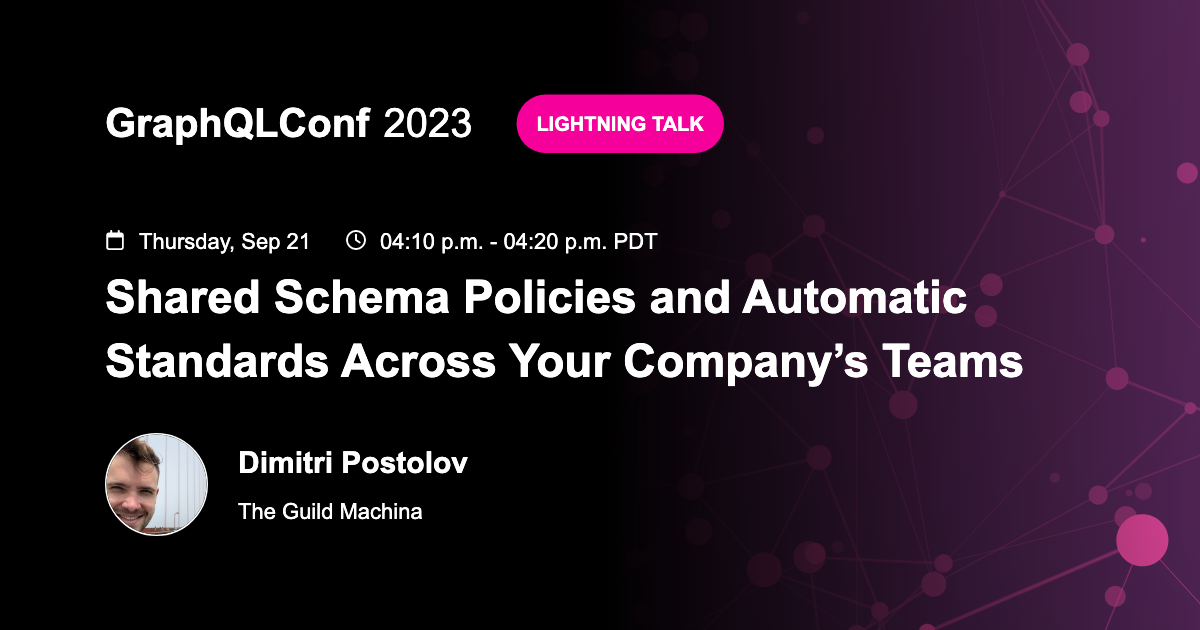 GraphQLConf 2023
LIGHTNING TALK
Thursday, Sep 21
04:10 p.m. - 04:20 p.m. PDT
Shared Schema Policies and Automatic
Standards Across Your Company’s Teams
Dimitri Postolov
The Guild Machina